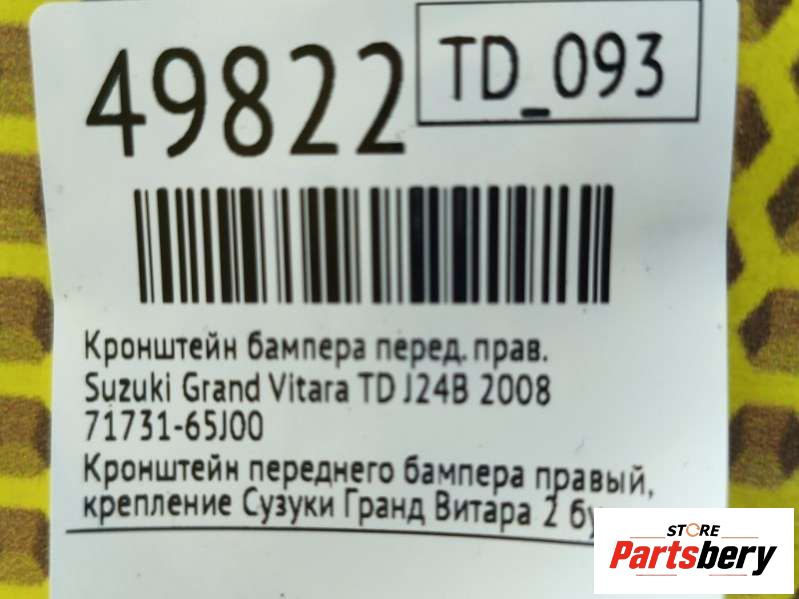 49822
TD_093
Кронштейн бампера перед. прав.
Suzuki Grand Vitara TD J24B 2008
71731-65J00
Кронштейн переднего бампера правый,
крепление Сузуки Гранд Витара 2
STORE
Partsbery